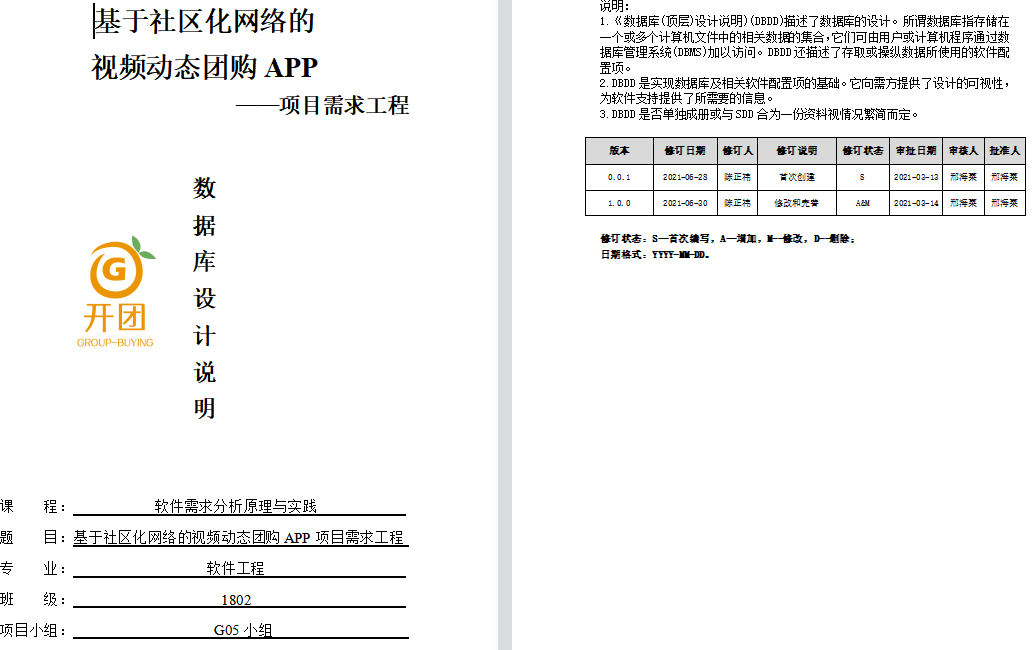 基于社区化网络的
视频动态团购 APP
——项目需求工程
数
据
库
设
计
说
明
G
开团
GROUP-BUYING
课 程： 软件需求分析原理与实践
题 目：基于社区化网络的视频动态团购 APP 项目需求工程
专 业： 软件工程
班 级： 1802
项目小组： G05 小组
说明：
1.《数据库(顶层)设计说明》(DBDD)描述了数据库的设计。所谓数据库指存储在
一个或多个计算机文件中的相关数据的集合，它们可由用户或计算机程序通过数
据库管理系统(DBMS)加以访问。DBDD 还描述了存取或操纵数据所使用的软件配
置项。
2.DBDD 是实现数据库及相关软件配置项的基础。它向需方提供了设计的可视性，
为软件支持提供了所需要的信息。
3.DBDD 是否单独成册或与 SDD 合为一份资料视情况繁简而定。
版本 修订日期 修订人 修订说明 修订状态 审批日期 审核人 批准人
0.0.1 2021-06-28 陈正祎 首次创建 S 2021-03-13 邢海粟 邢海粟
1.0.0 2021-06-30 陈正祎 修改和完善 A&M 2021-03-14 邢海粟 邢海粟
修订状态：S--首次编写，A--增加，M--修改，D--删除；
日期格式：YYYY-MM-DD。